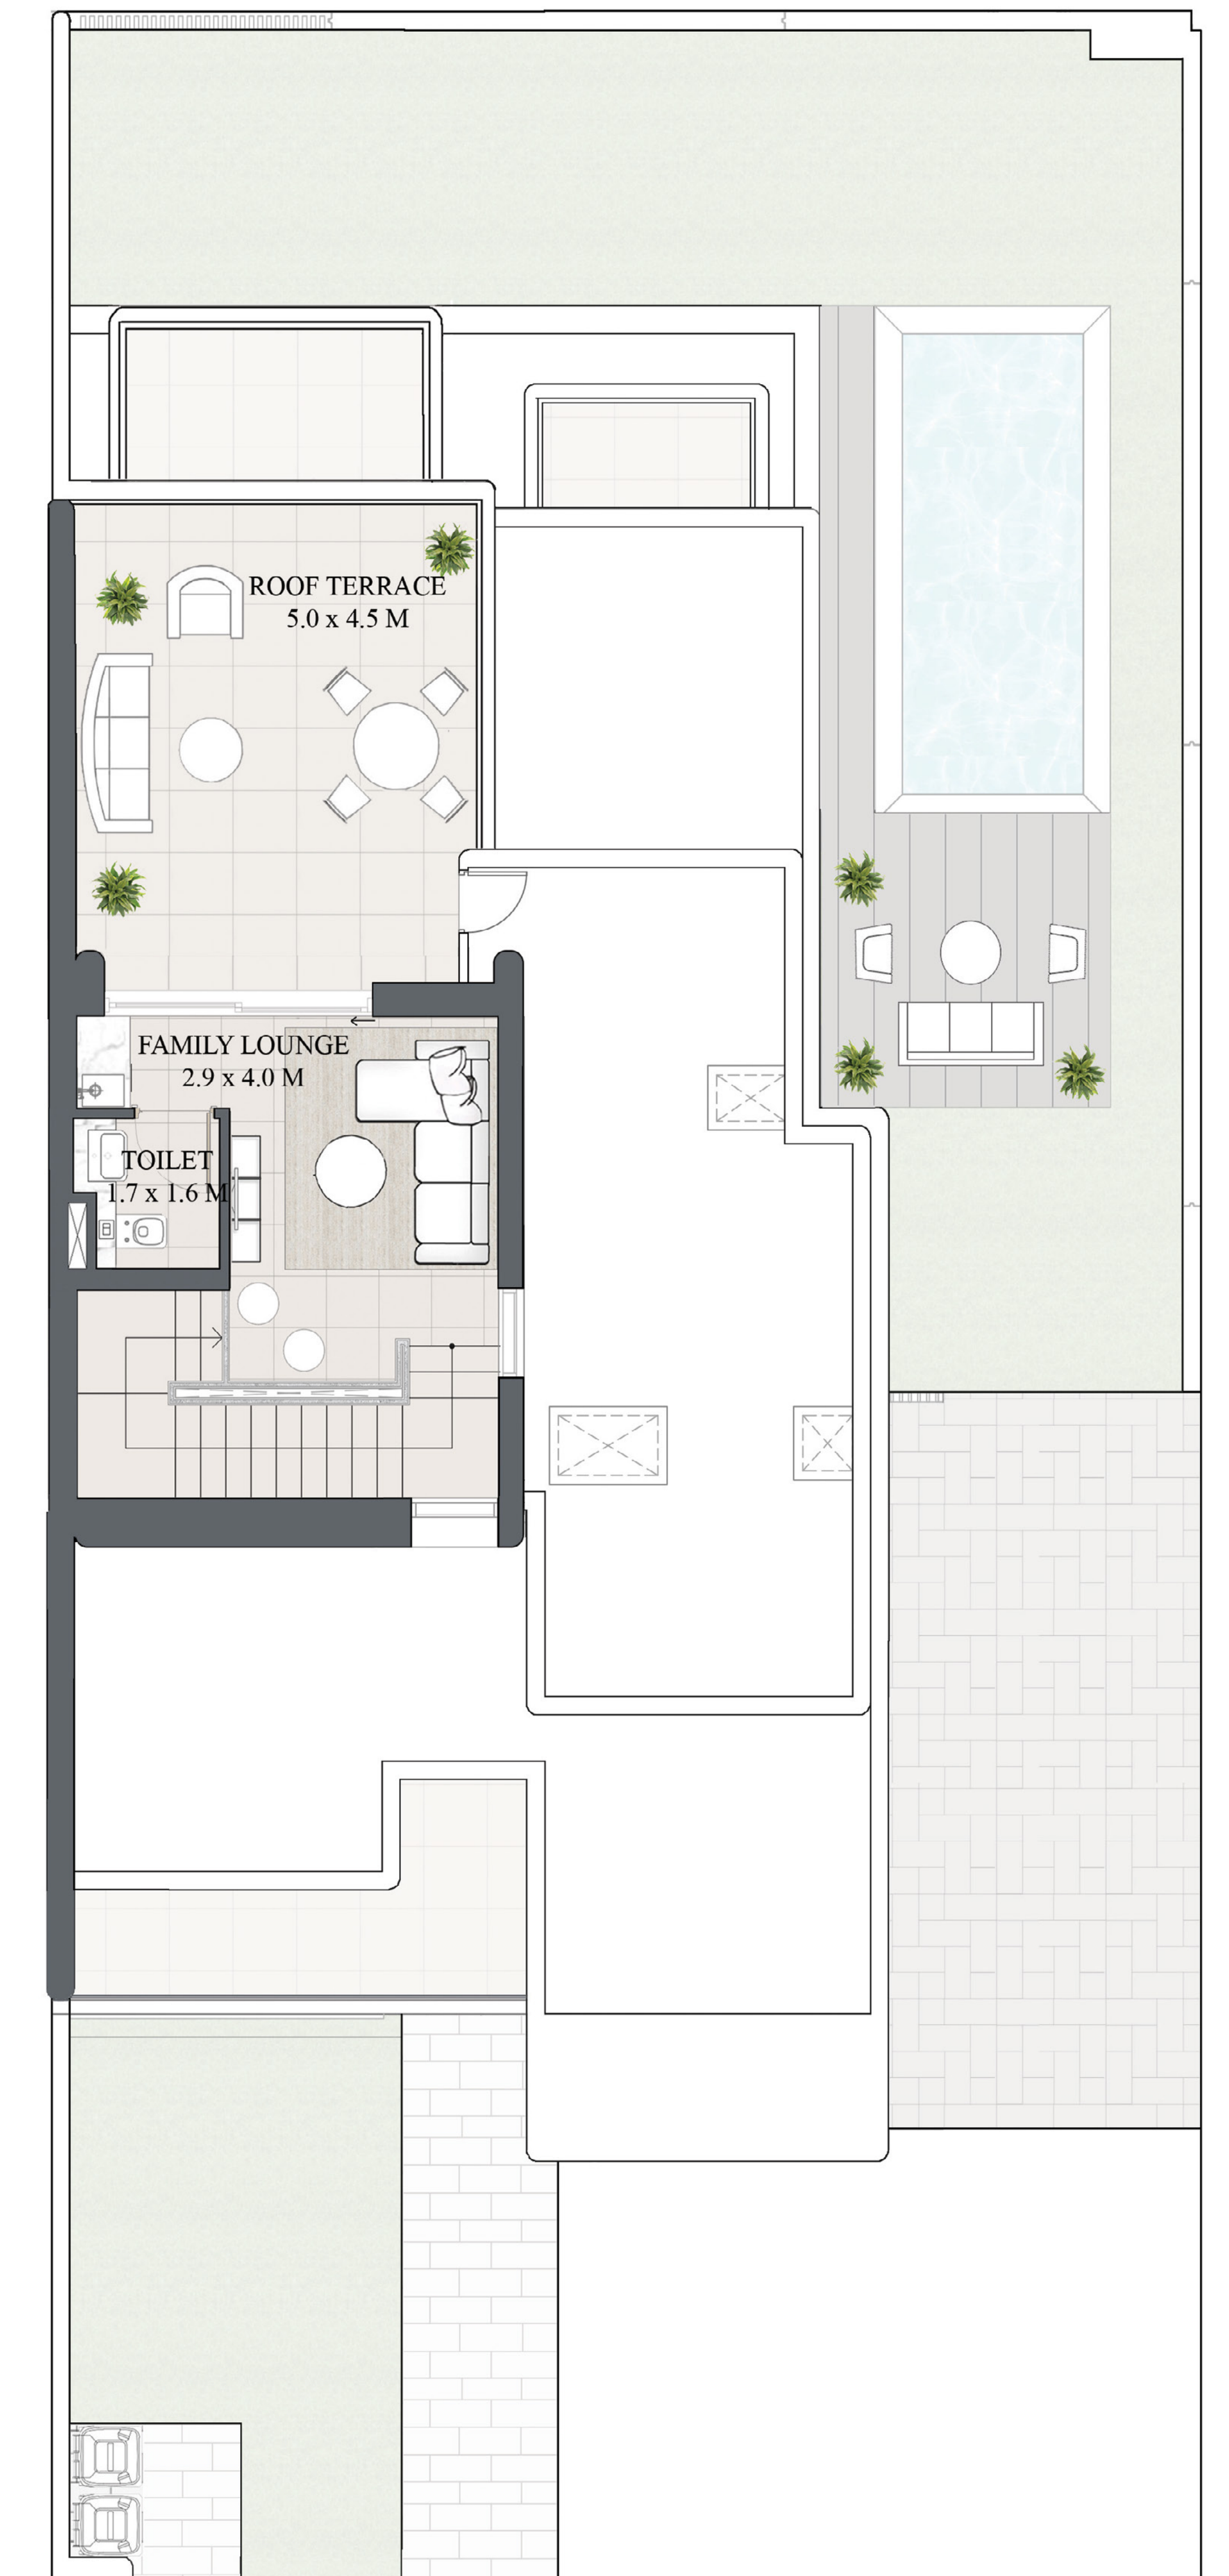 ROOF TERRACE
5.0 x 4.5 M
FAMILY LOUNGE
2.9 x 4.0 M
TOILET
1.7 x 1.6 M